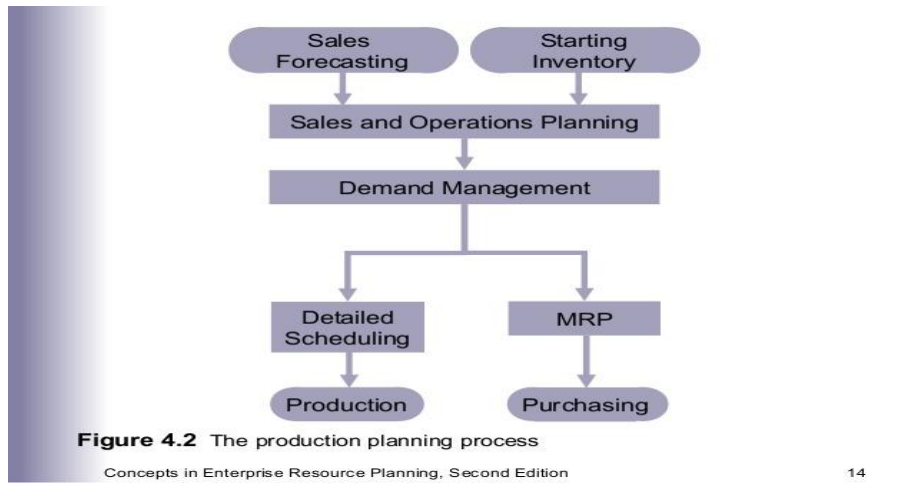 Sales
Forecasting
Starting
Inventory
Sales and Operations Planning
Demand Management
Detailed
Scheduling
MRP
Production
Purchasing
Figure 4.2 The production planning process
Concepts in Enterprise Resource Planning, Second Edition
14